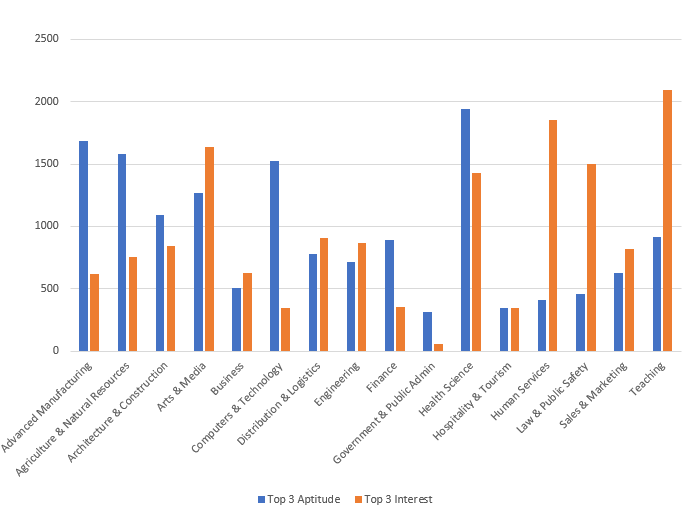 2500
2000
1500
1000
500
0
Advanced Manufacturing
Agriculture & Natural Resources
Architecture & Construction
Arts & Media
Business
Computers & Technology
Distribution & Logistics
Engineering
Finance
Government & Public Admin
Health Science
Hospitality & Tourism
Human Services
Law & Public Safety
Sales & Marketing
Teaching
Top 3 Aptitude Top 3 Interest